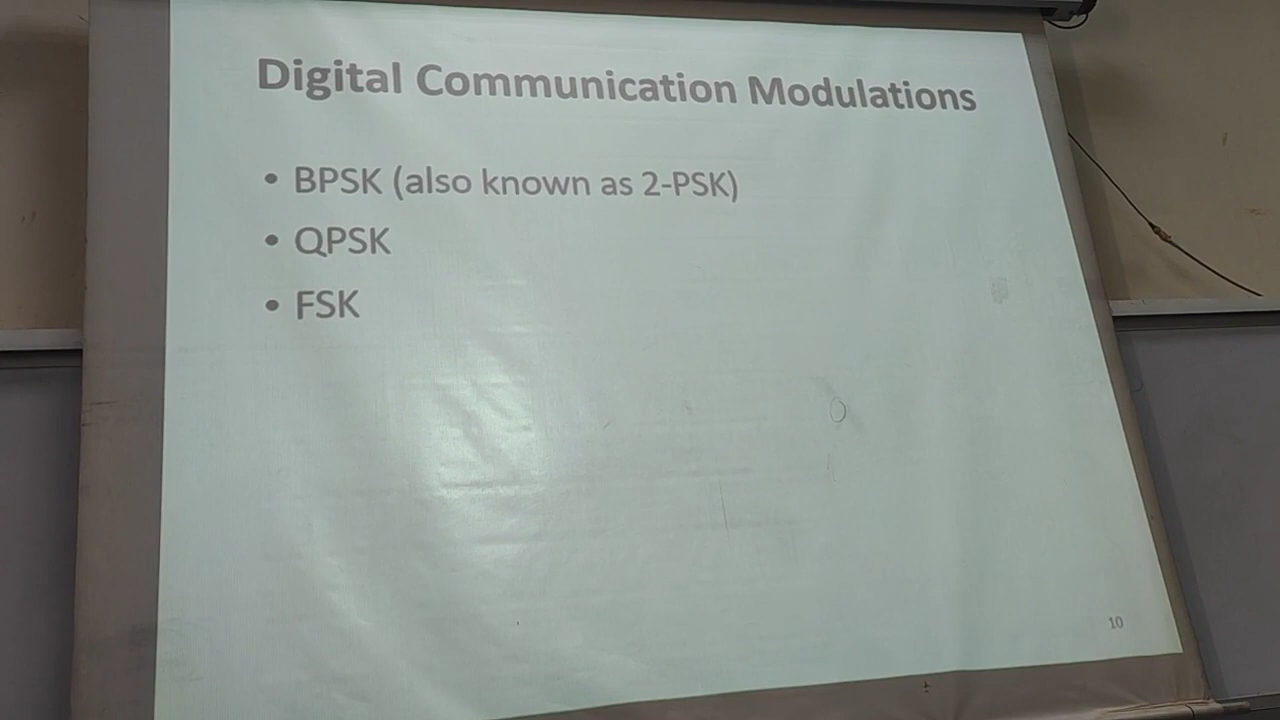 Digital Communication Modulations
• BPSK (also known as 2-PSK)
• QPSK
• FSK
10